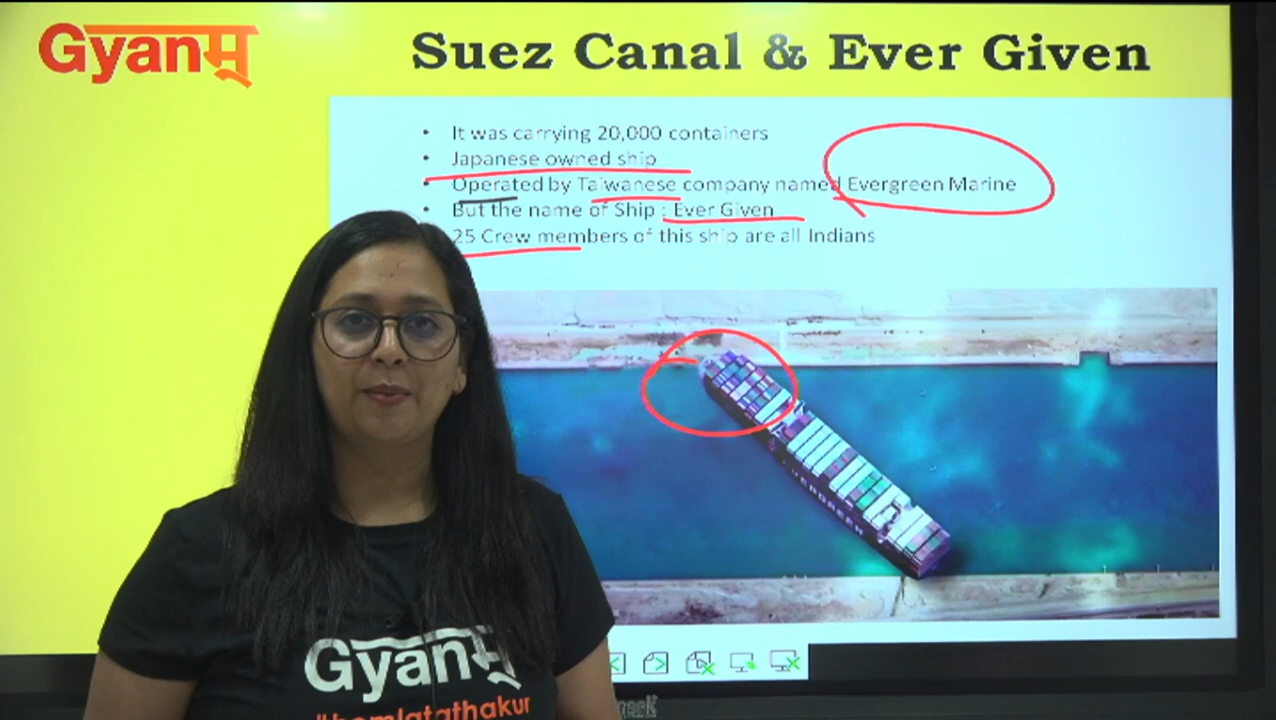 Gyanम्
Suez Canal & Ever Given
• It was carrying 20,000 containers
• Japanese owned ship
• Operated by Taiwanese company named Evergreen Marine
• But the name of Ship : Ever Given
25 Crew members of this ship are all Indians
EVERGREEN
Gyanम्
#hemlatathakur